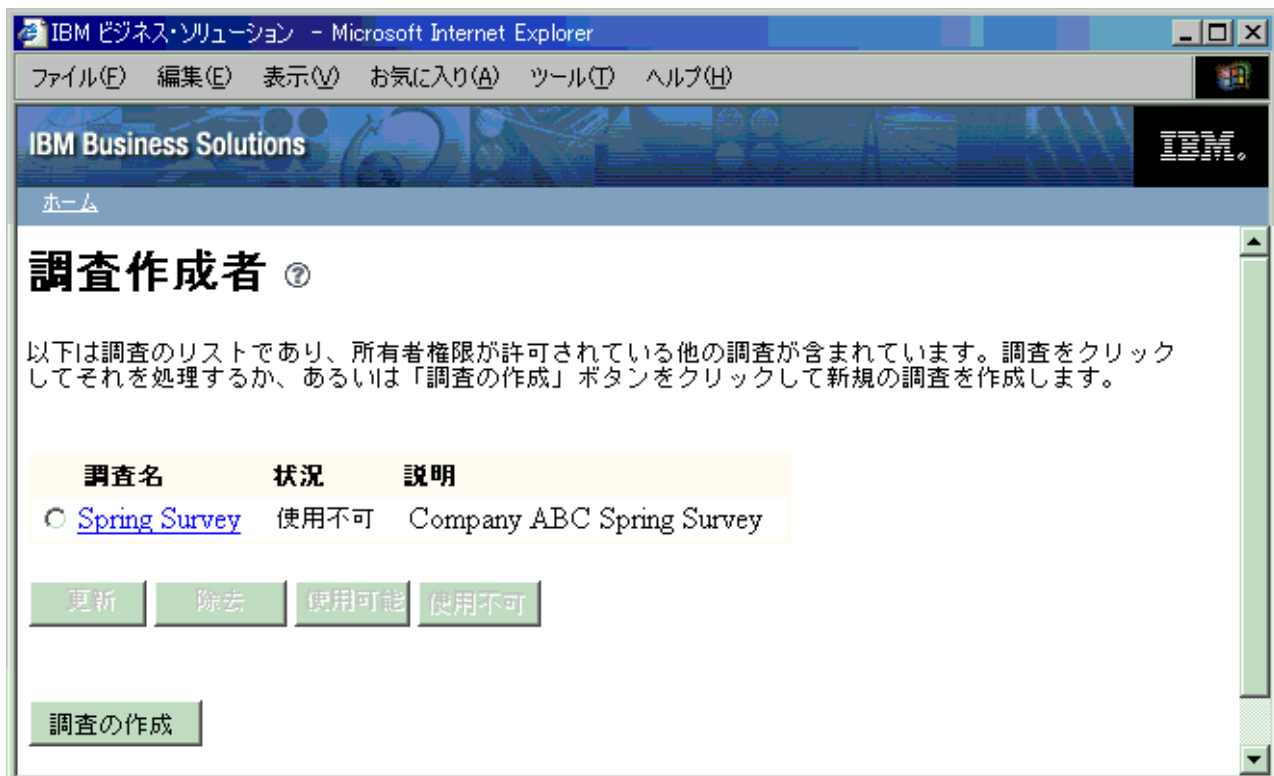 IBM ビジネス・ソリューション - Microsoft Internet Explorer
ファイル(F) 編集(E) 表示(V) お気に入り(A) ツール(T) ヘルプ(H)
IBM Business Solutions
IBM.
ホーム
調査作成者 ?
以下は調査のリストであり、所有者権限が許可されている他の調査が含まれています。調査をクリック
してそれを処理するか、あるいは「調査の作成」ボタンをクリックして新規の調査を作成します。
調査名 状況 説明
Spring Survey 使用不可 Company ABC Spring Survey
更新 除去 使用可能 使用不可
調査の作成